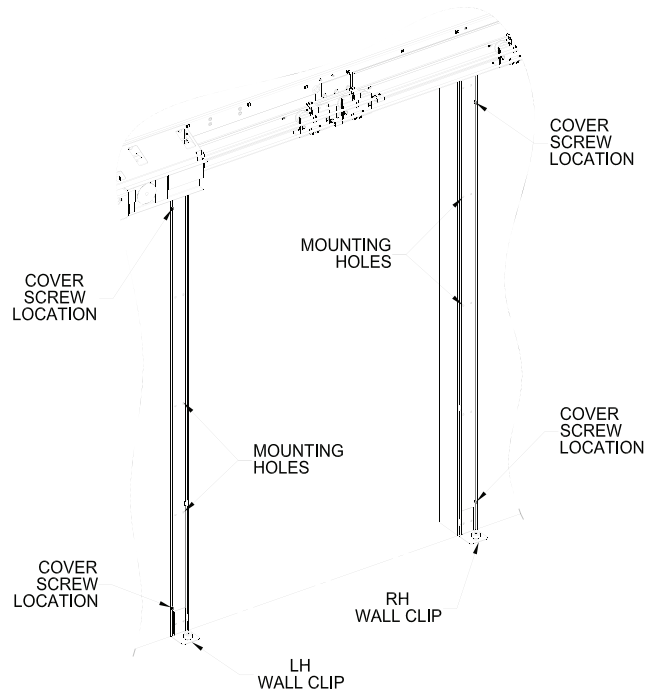 COVER
SCREW
LOCATION
MOUNTING
HOLES
COVER
SCREW
LOCATION
COVER
SCREW
LOCATION
MOUNTING
HOLES
COVER
SCREW
LOCATION
RH
WALL CLIP
LH
WALL CLIP